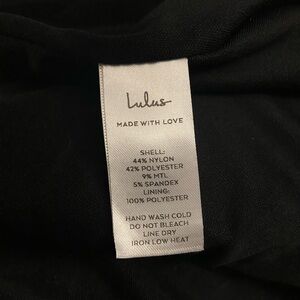 Lulus
MADE WITH LOVE
SHELL:
44% NYLON
42% POLYESTER
9% MTL
5% SPANDEX
LINING:
100% POLYESTER
HAND WASH COLD
DO NOT BLEACH
LINE DRY
IRON LOW HEAT